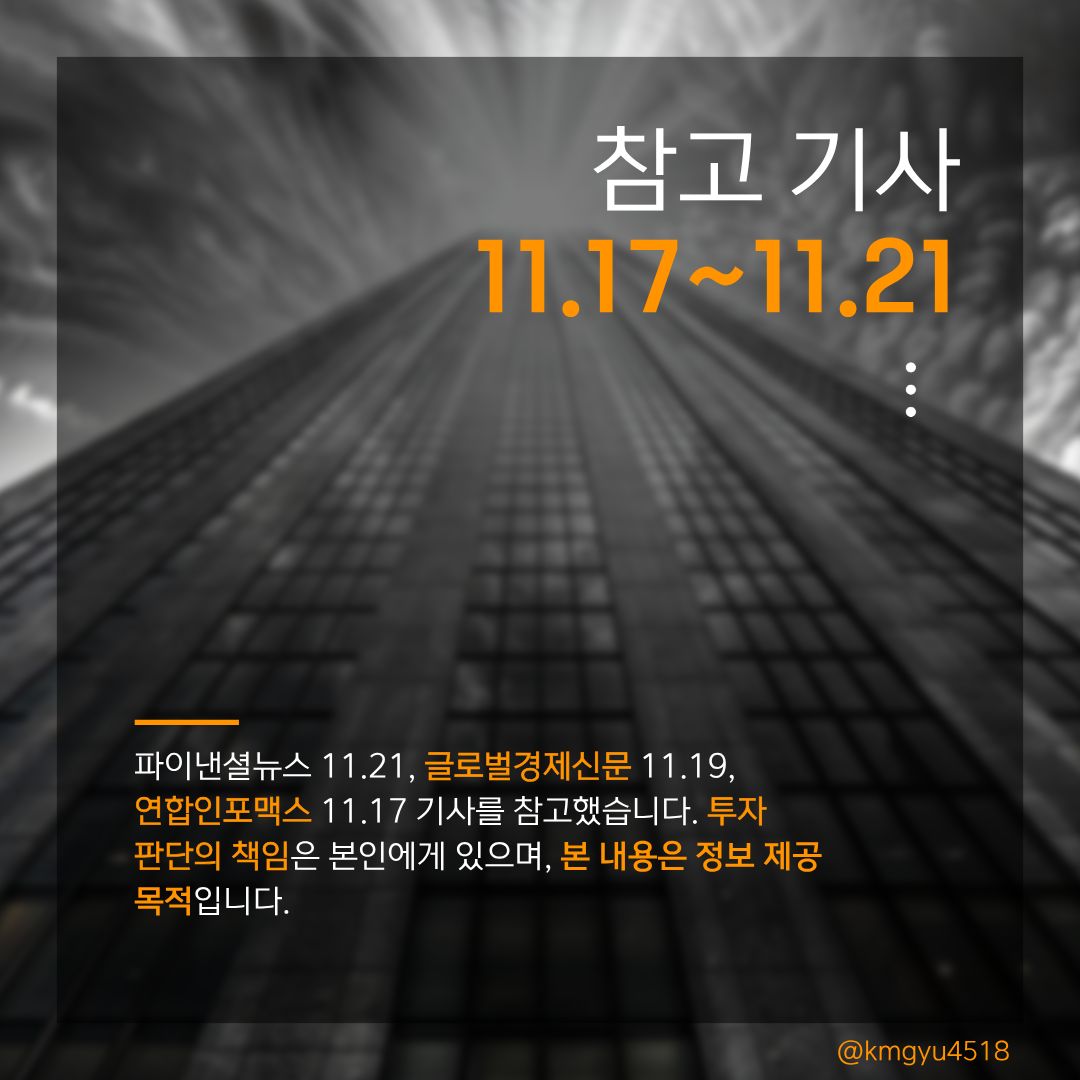 참고 기사
11.17~11.21
파이낸셜뉴스 11.21, 글로벌경제신문 11.19,
연합인포맥스 11.17 기사를 참고했습니다. 투자
판단의 책임은 본인에게 있으며, 본 내용은 정보 제공
목적입니다.
@kmgyu4518